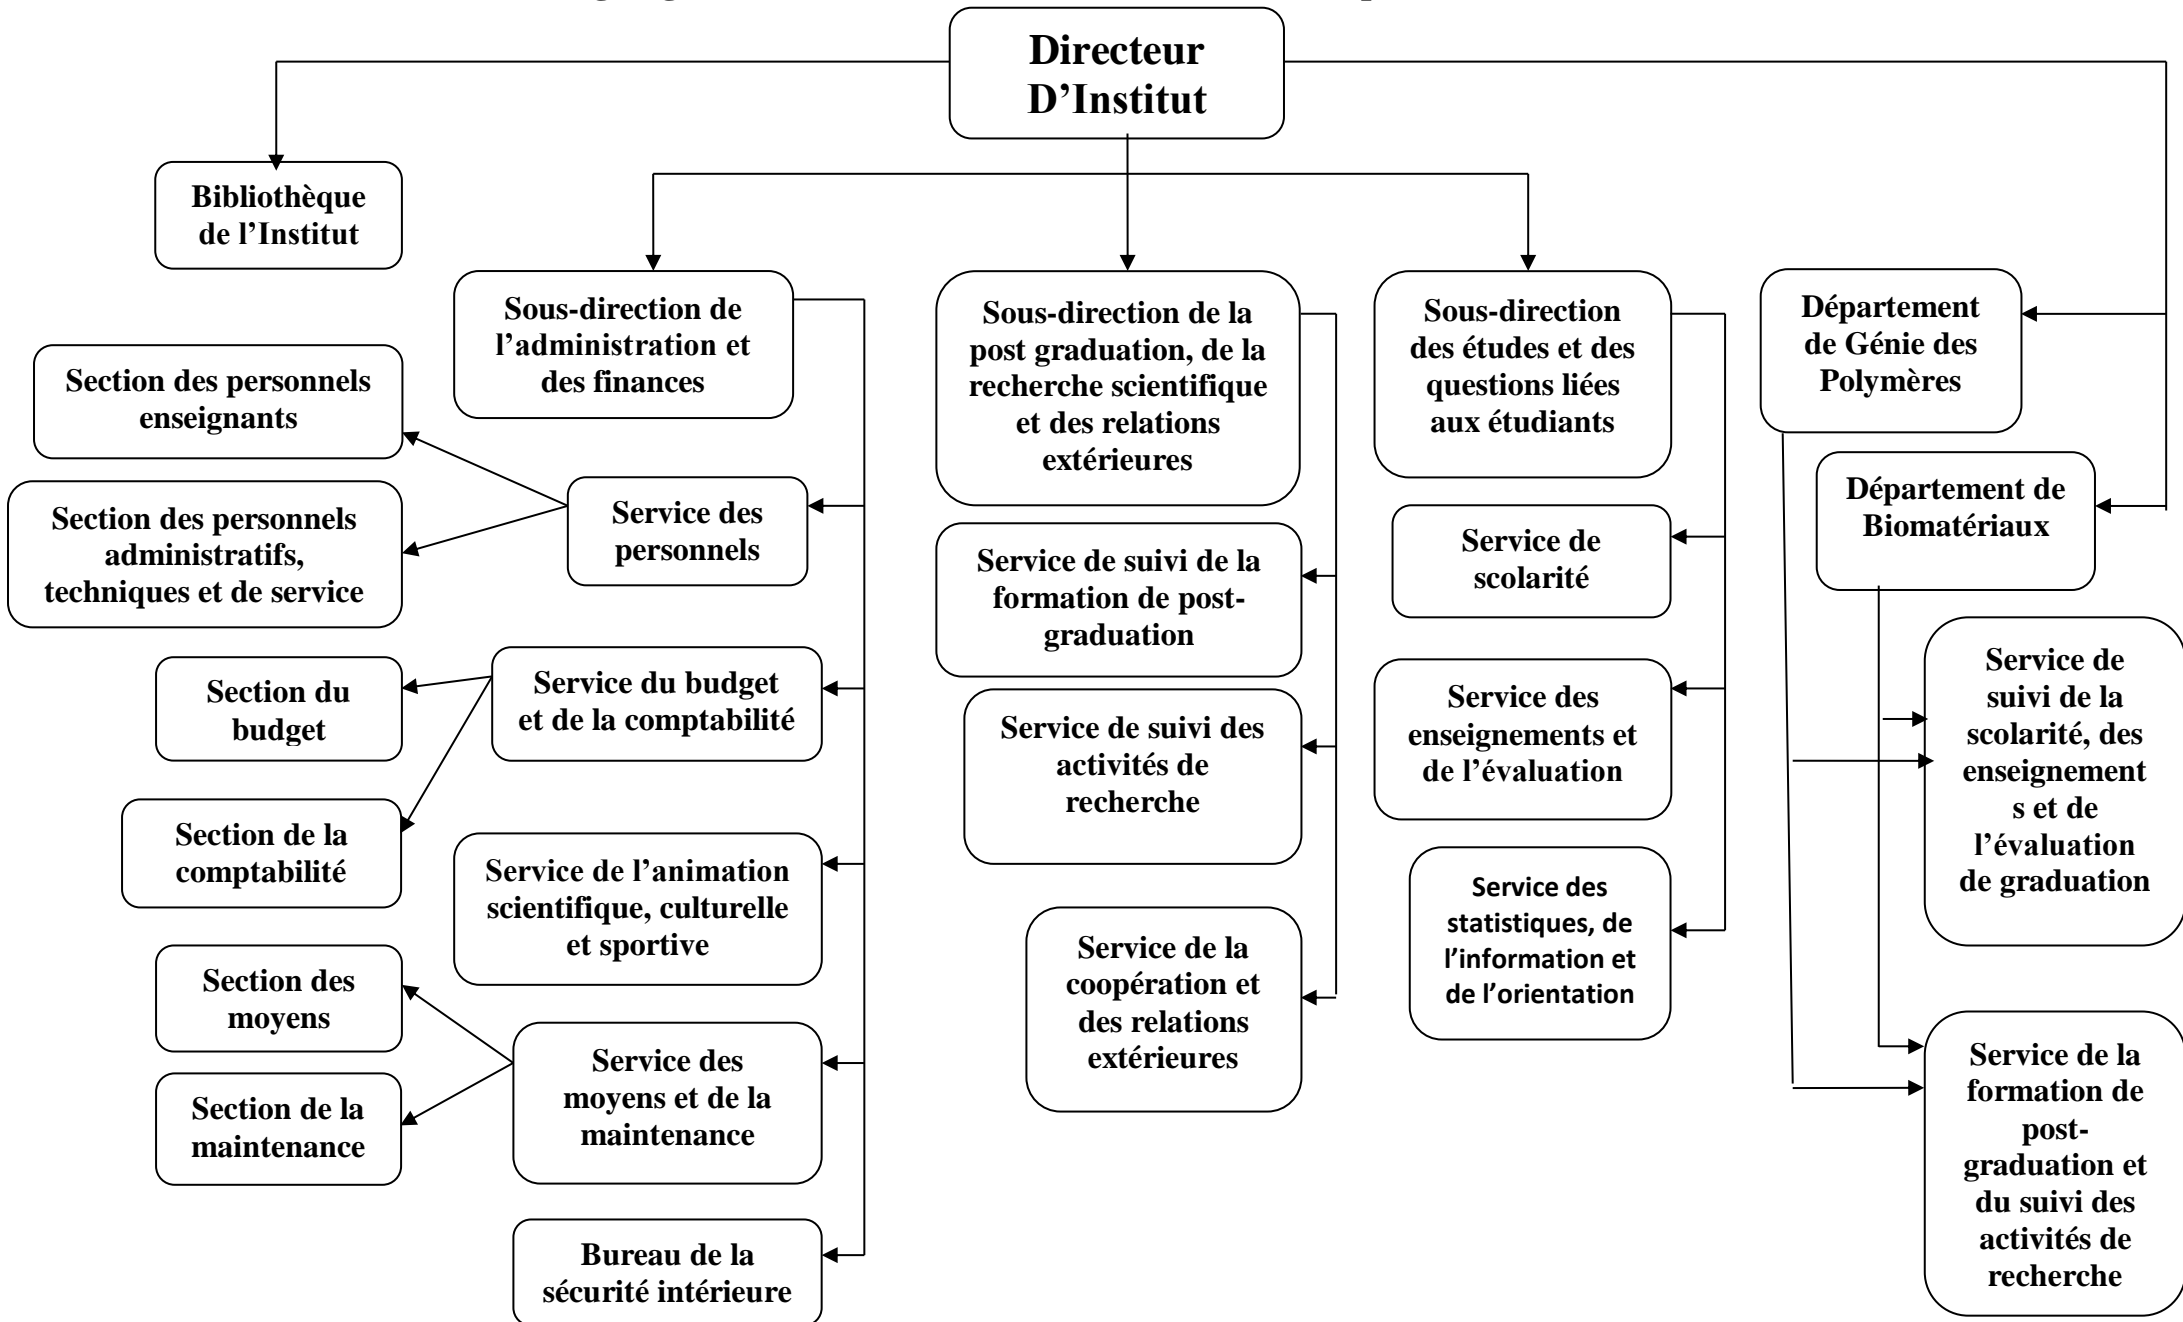 Directeur
D’Institut
Bibliothèque
de l’Institut
Sous-direction de
l’administration et
des finances
Sous-direction de la
post graduation, de la
recherche scientifique
et des relations
extérieures
Sous-direction
des études et des
questions liées
aux étudiants
Département
de Génie des
Polymères
Section des personnels
enseignants
Section des personnels
administratifs,
techniques et de service
Service des
personnels
Service de suivi de la
formation de post-
graduation
Service de
scolarité
Département de
Biomatériaux
Section du
budget
Service du budget
et de la comptabilité
Service de suivi des
activités de
recherche
Service des
enseignements et
de l’évaluation
Service de
suivi de la
scolarité, des
enseignement
s et de
l’évaluation
de graduation
Section de la
comptabilité
Service de l’animation
scientifique, culturelle
et sportive
Service des
statistiques, de
l’information et
de l’orientation
Section des
moyens
Service de la
coopération et
des relations
extérieures
Service des
moyens et de la
maintenance
Section de la
maintenance
Service de la
formation de
post-
graduation et
du suivi des
activités de
recherche
Bureau de la
sécurité intérieure